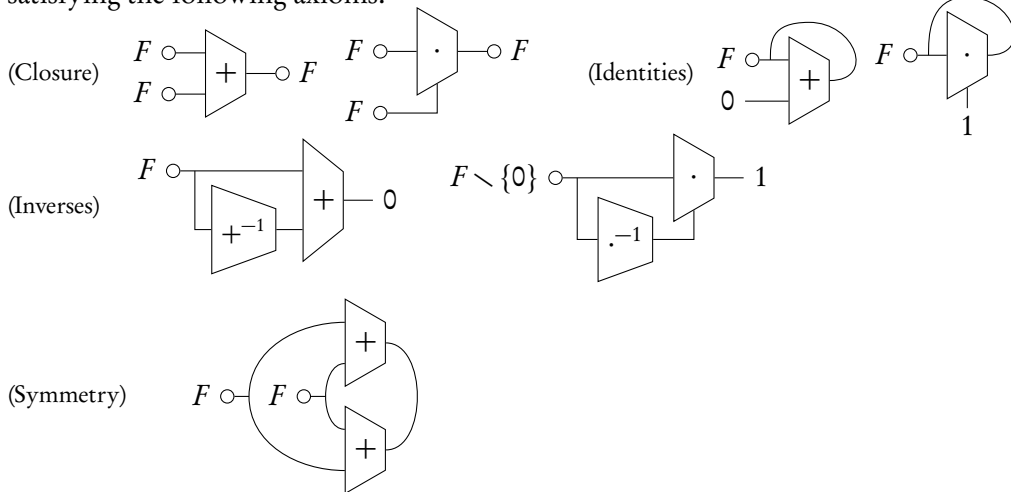 satisfying the following axioms:
(Closure) F F + F F F · F (Identities) F 0 + F · 1
(Inverses) F +⁻¹ + 0 F \ {0} ·⁻¹ · 1
(Symmetry) F F + +